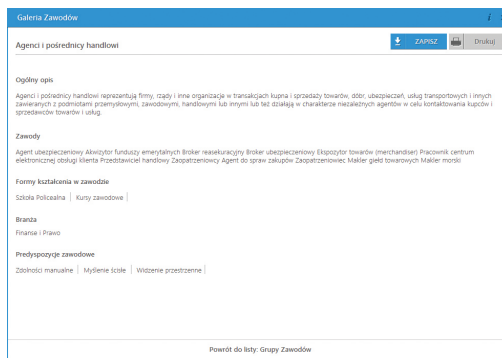 Galeria Zawodów
Agenci i pośrednicy handlowi
ZAPISZ
Drukuj
Ogólny opis
Agenci i pośrednicy handlowi reprezentują firmy, rządy i inne organizacje w transakcjach kupna i sprzedaży towarów, dóbr, ubezpieczeń, usług transportowych i innych
zawieranych z podmiotami przemysłowymi, zawodowymi, handlowymi lub innymi lub też działają w charakterze niezależnych agentów w celu kontaktowania kupców i
sprzedawców towarów i usług.
Zawody
Agent ubezpieczeniowy Akwizytor funduszy emerytalnych Broker reasekuracyjny Broker ubezpieczeniowy Ekspozytor towarów (merchandiser) Pracownik centrum
elektronicznej obsługi klienta Przedstawiciel handlowy Zaopatrzeniowcy Agent do spraw zakupów Zaopatrzeniowiec Makler giełd towarowych Makler morski
Formy kształcenia w zawodzie
Szkoła Policealna | Kursy zawodowe |
Branża
Finanse i Prawo
Predyspozycje zawodowe
Zdolności manualne | Myślenie ścisłe | Widzenie przestrzenne |
Powrót do listy: Grupy Zawodów